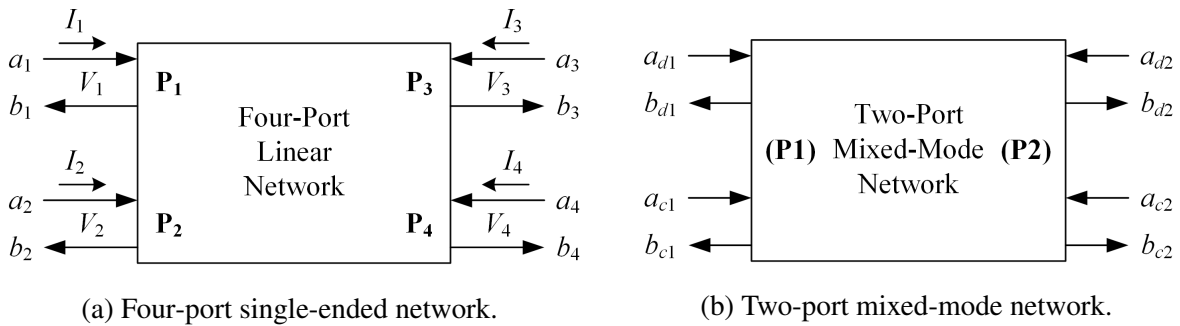 I1
I3
a1
a3
V1
P1
P3
V3
b1
b3
Four-Port
Linear
Network
I2
I4
a2
a4
V2
P2
P4
V4
b2
b4
(a) Four-port single-ended network.
ad1
ad2
bd1
bd2
Two-Port
(P1) Mixed-Mode (P2)
Network
ac1
ac2
bc1
bc2
(b) Two-port mixed-mode network.